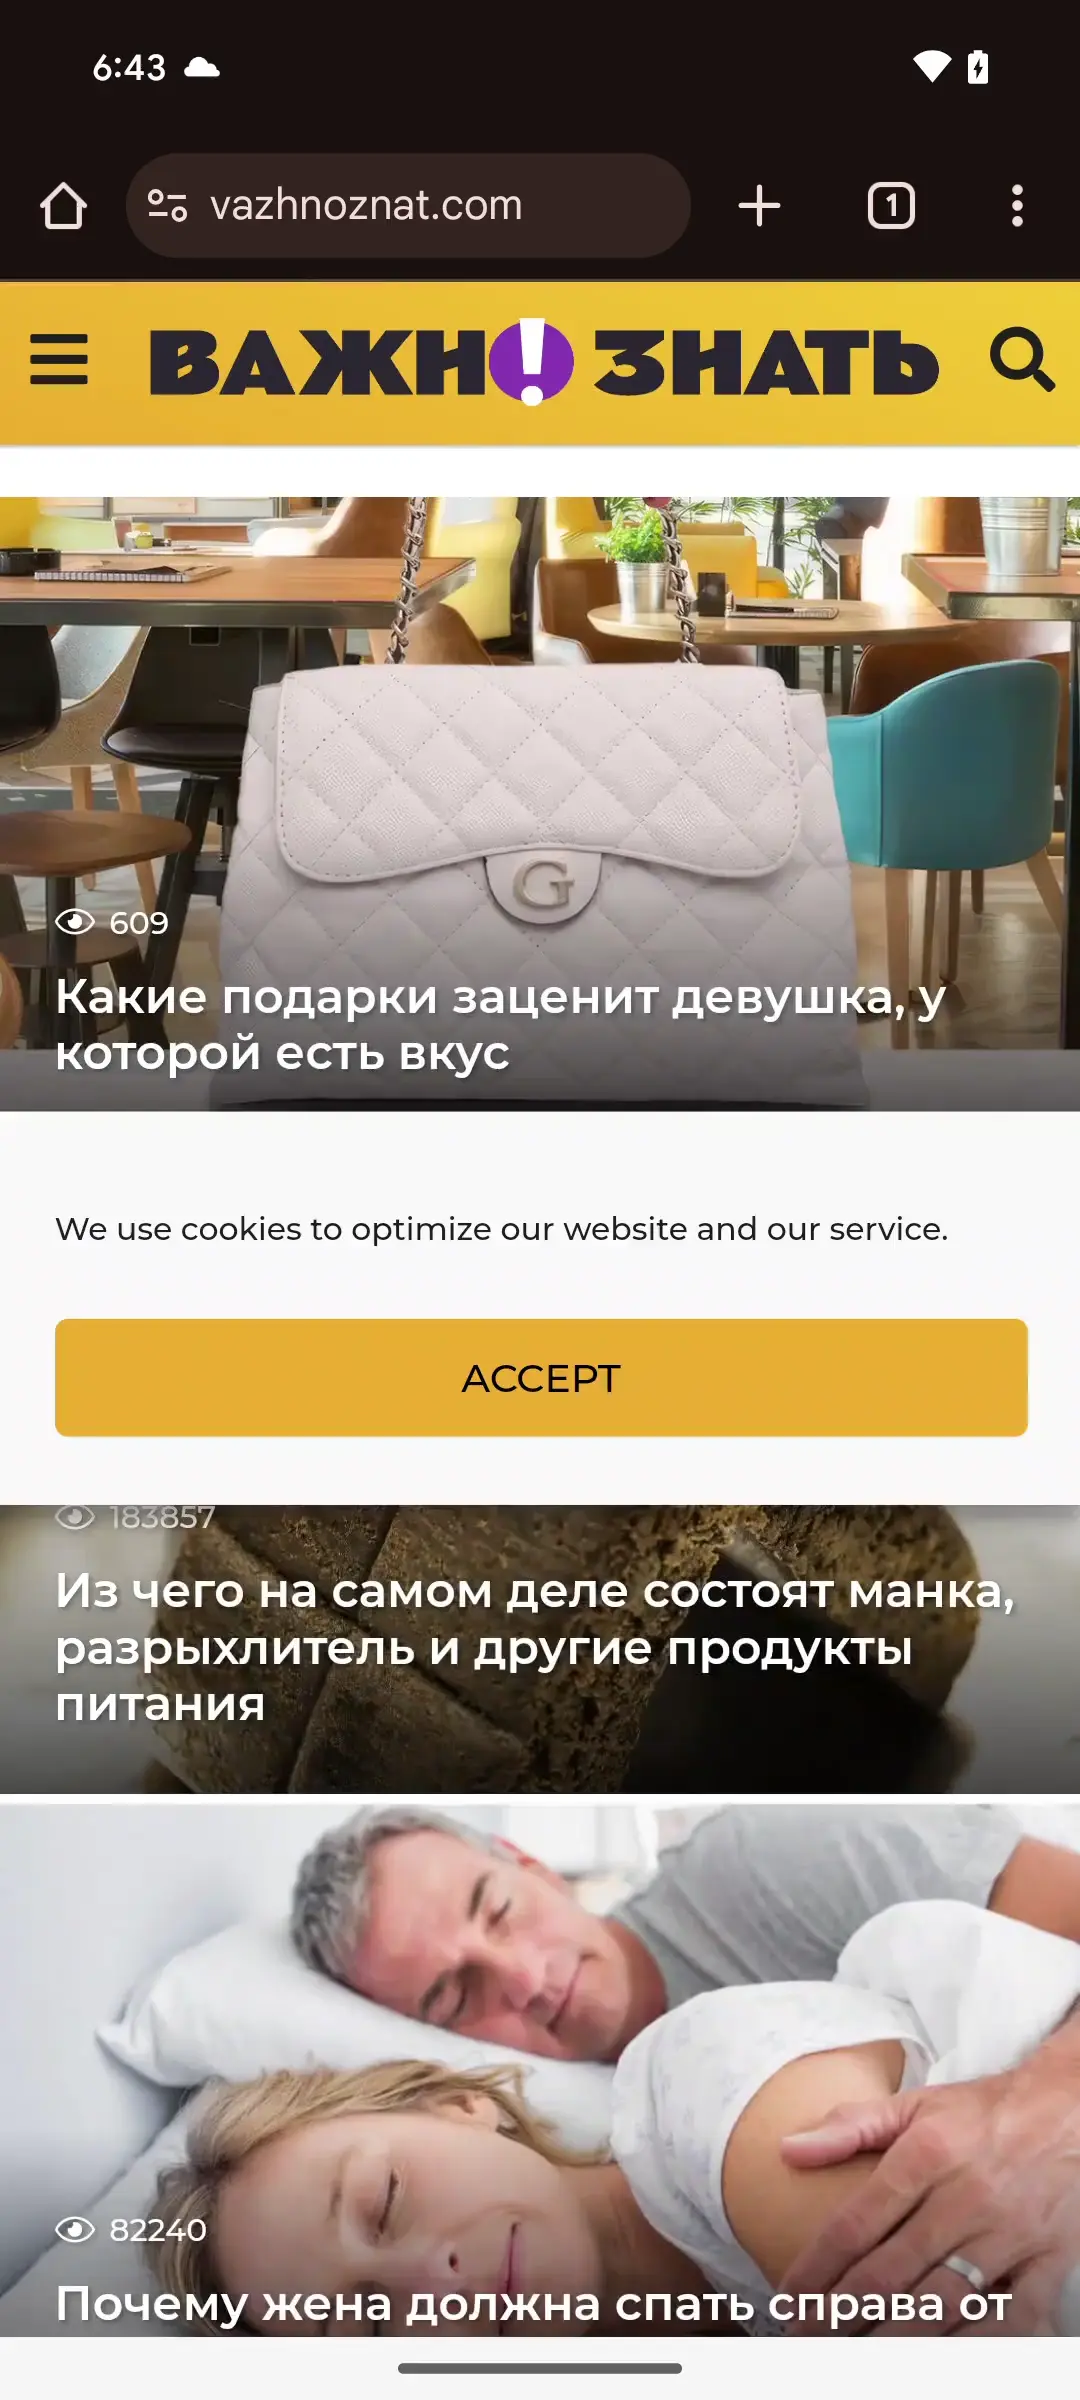 6:43
vazhnoznat.com
1
ВАЖН! ЗНАТЬ
G
609
Какие подарки заценит девушка, у
которой есть вкус
We use cookies to optimize our website and our service.
ACCEPT
183857
Из чего на самом деле состоят манка,
разрыхлитель и другие продукты
питания
82240
Почему жена должна спать справа от